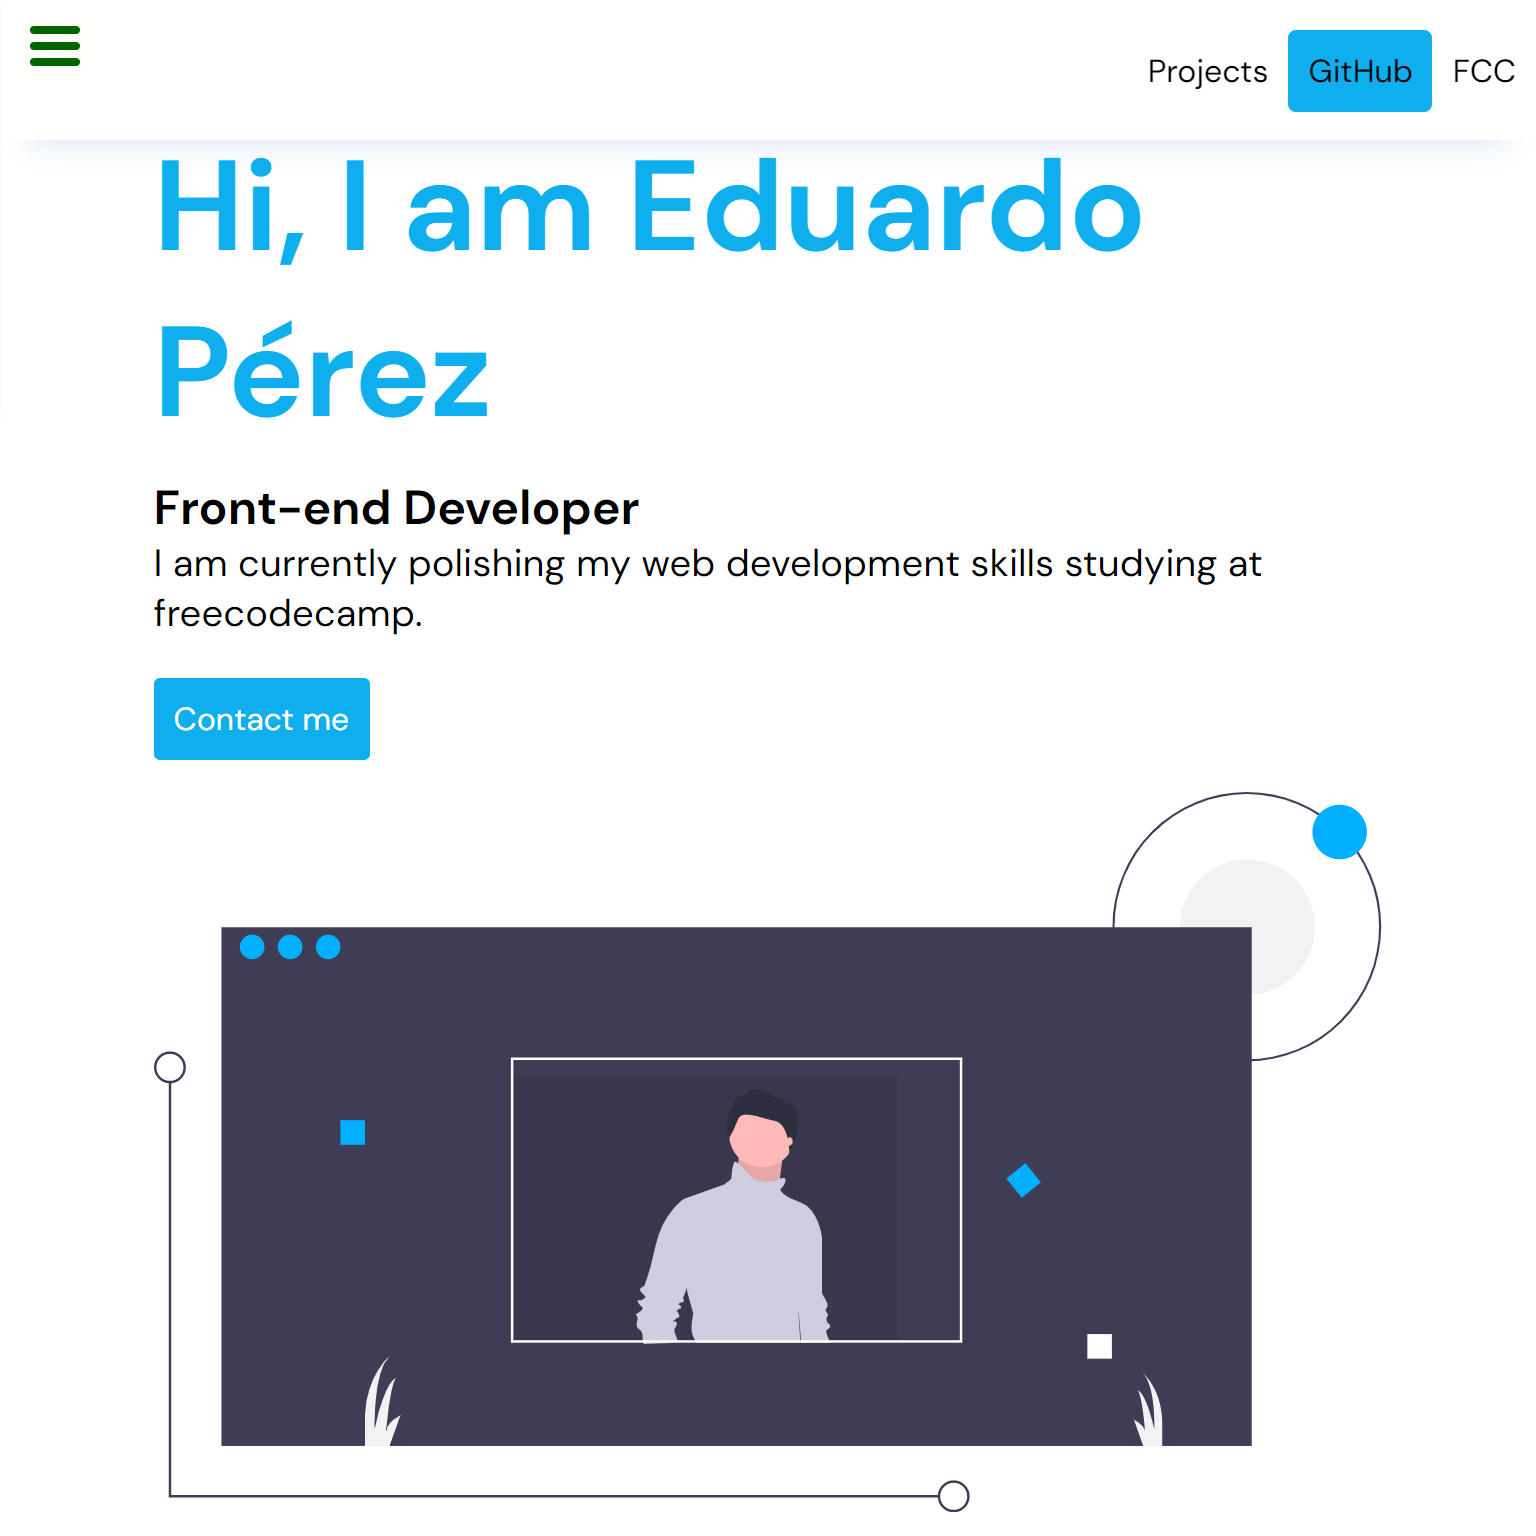 Projects GitHub FCC
Hi, I am Eduardo
Pérez
Front-end Developer
I am currently polishing my web development skills studying at
freecodecamp.
Contact me